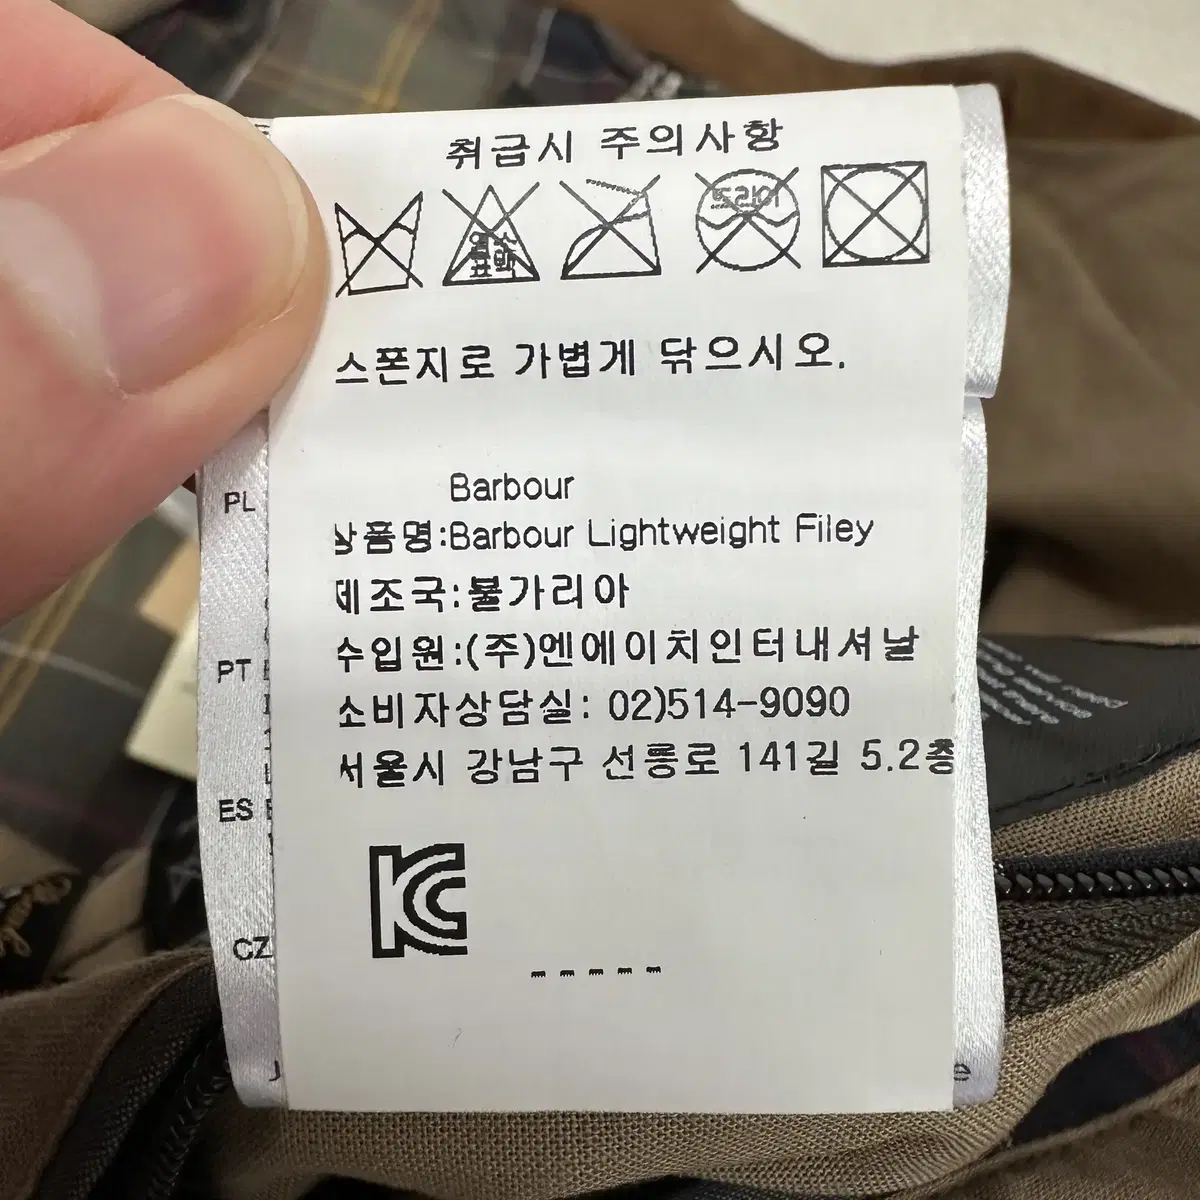 취급시 주의사항
염소
표백
드라이
스폰지로 가볍게 닦으시오.
Barbour
상품명:Barbour Lightweight Filey
제조국:불가리아
수입원:(주)엔에이치인터내셔날
소비자상담실: 02)514-9090
서울시 강남구 선릉로 141길 5.2층
PL
PT
ES
CZ